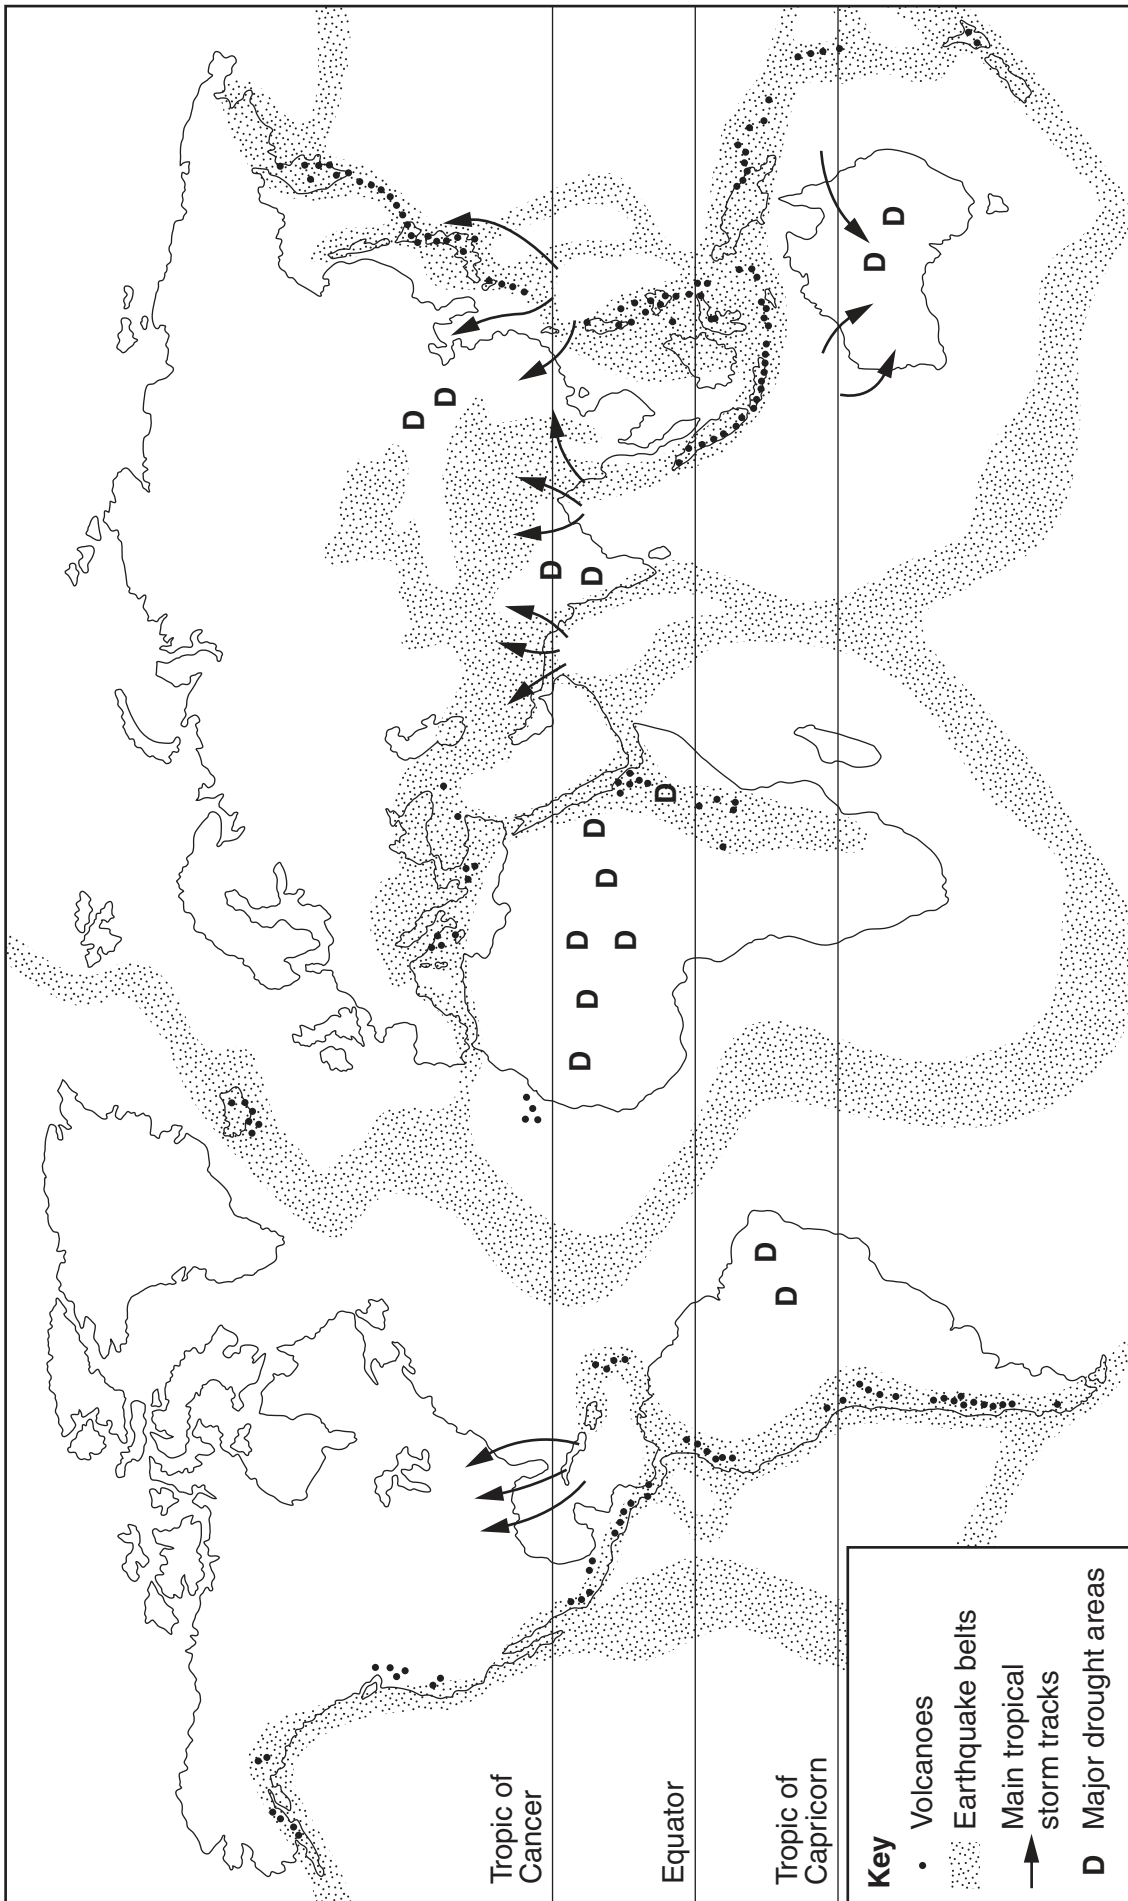 D
D
Tropic of
Cancer
D
D
D
D
D
D
D
D
D
Equator
D
D
Tropic of
Capricorn
D
D
Key
Volcanoes
Earthquake belts
Main tropical
storm tracks
D Major drought areas